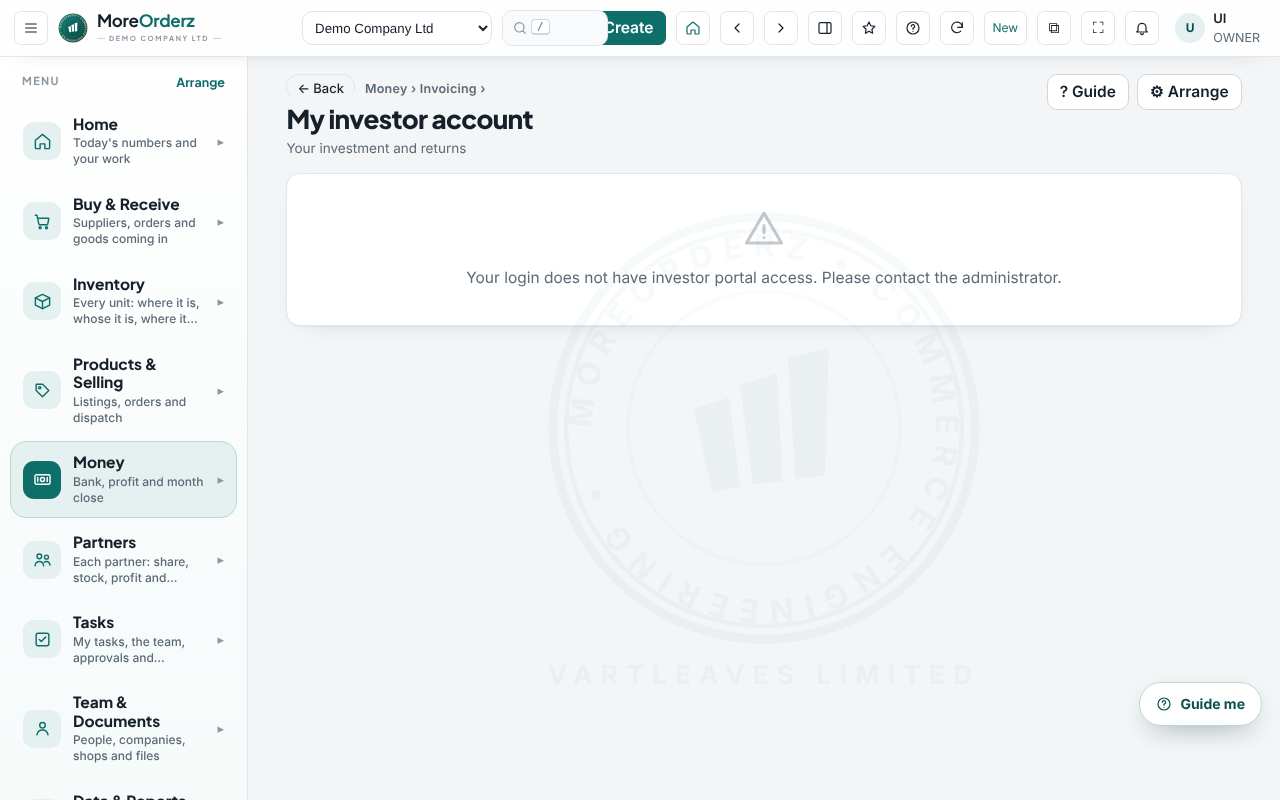 MoreOrderz
— DEMO COMPANY LTD —
Demo Company Ltd
/
Create
New
U
UI
OWNER
MENU
Arrange
Home
Today's numbers and
your work
Buy & Receive
Suppliers, orders and
goods coming in
Inventory
Every unit: where it is,
whose it is, where it...
Products &
Selling
Listings, orders and
dispatch
Money
Bank, profit and month
close
Partners
Each partner: share,
stock, profit and...
Tasks
My tasks, the team,
approvals and...
Team &
Documents
People, companies,
shops and files
Data & Reports
← Back
Money › Invoicing ›
? Guide
⚙ Arrange
My investor account
Your investment and returns
Your login does not have investor portal access. Please contact the administrator.
MOREORDERZ • COMMERCE ENGINEERING •
VARTLEAVES LIMITED
Guide me